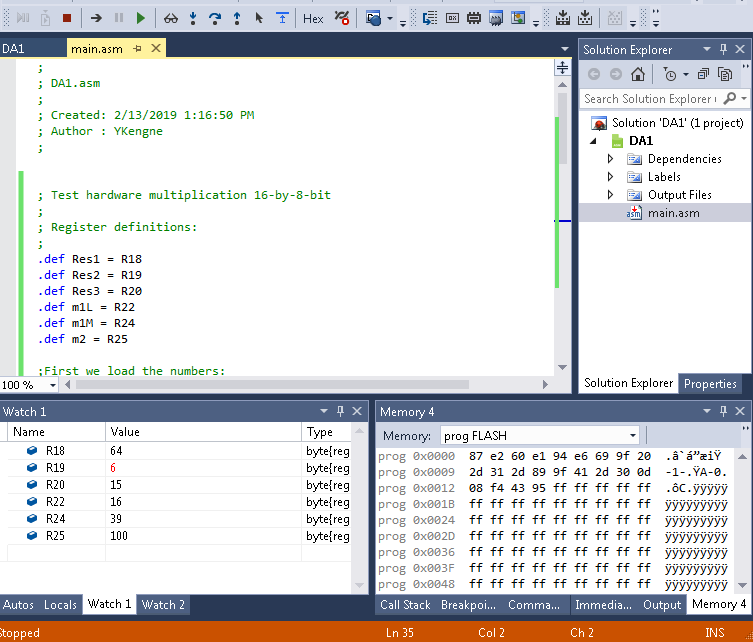 Hex
DA1
main.asm
;
; DA1.asm
;
; Created: 2/13/2019 1:16:50 PM
; Author : YKengne
;
; Test hardware multiplication 16-by-8-bit
;
; Register definitions:
;
.def Res1 = R18
.def Res2 = R19
.def Res3 = R20
.def m1L = R22
.def m1M = R24
.def m2 = R25
;First we load the numbers:
100 %
Solution Explorer
Search Solution Explorer (
Solution 'DA1' (1 project)
DA1
Dependencies
Labels
Output Files
main.asm
Solution Explorer Properties
Watch 1
Name Value Type
R18 64 byte{reg
R19 6 byte{reg
R20 15 byte{reg
R22 16 byte{reg
R24 39 byte{reg
R25 100 byte{reg
Autos Locals Watch 1 Watch 2
Memory 4
Memory: prog FLASH
prog 0x0000 87 e2 60 e1 94 e6 69 9f 20 .â`á”æiŸ
prog 0x0009 2d 31 2d 89 9f 41 2d 30 0d -1-.ŸA-0.
prog 0x0012 08 f4 43 95 ff ff ff ff ff .ôC.ÿÿÿÿÿ
prog 0x001B ff ff ff ff ff ff ff ff ff ÿÿÿÿÿÿÿÿÿ
prog 0x0024 ff ff ff ff ff ff ff ff ff ÿÿÿÿÿÿÿÿÿ
prog 0x002D ff ff ff ff ff ff ff ff ff ÿÿÿÿÿÿÿÿÿ
prog 0x0036 ff ff ff ff ff ff ff ff ff ÿÿÿÿÿÿÿÿÿ
prog 0x003F ff ff ff ff ff ff ff ff ff ÿÿÿÿÿÿÿÿÿ
prog 0x0048 ff ff ff ff ff ff ff ff ff ÿÿÿÿÿÿÿÿÿ
Call Stack Breakpoi... Comma... Immedia... Output Memory 4
Stopped Ln 35 Col 2 Ch 2 INS